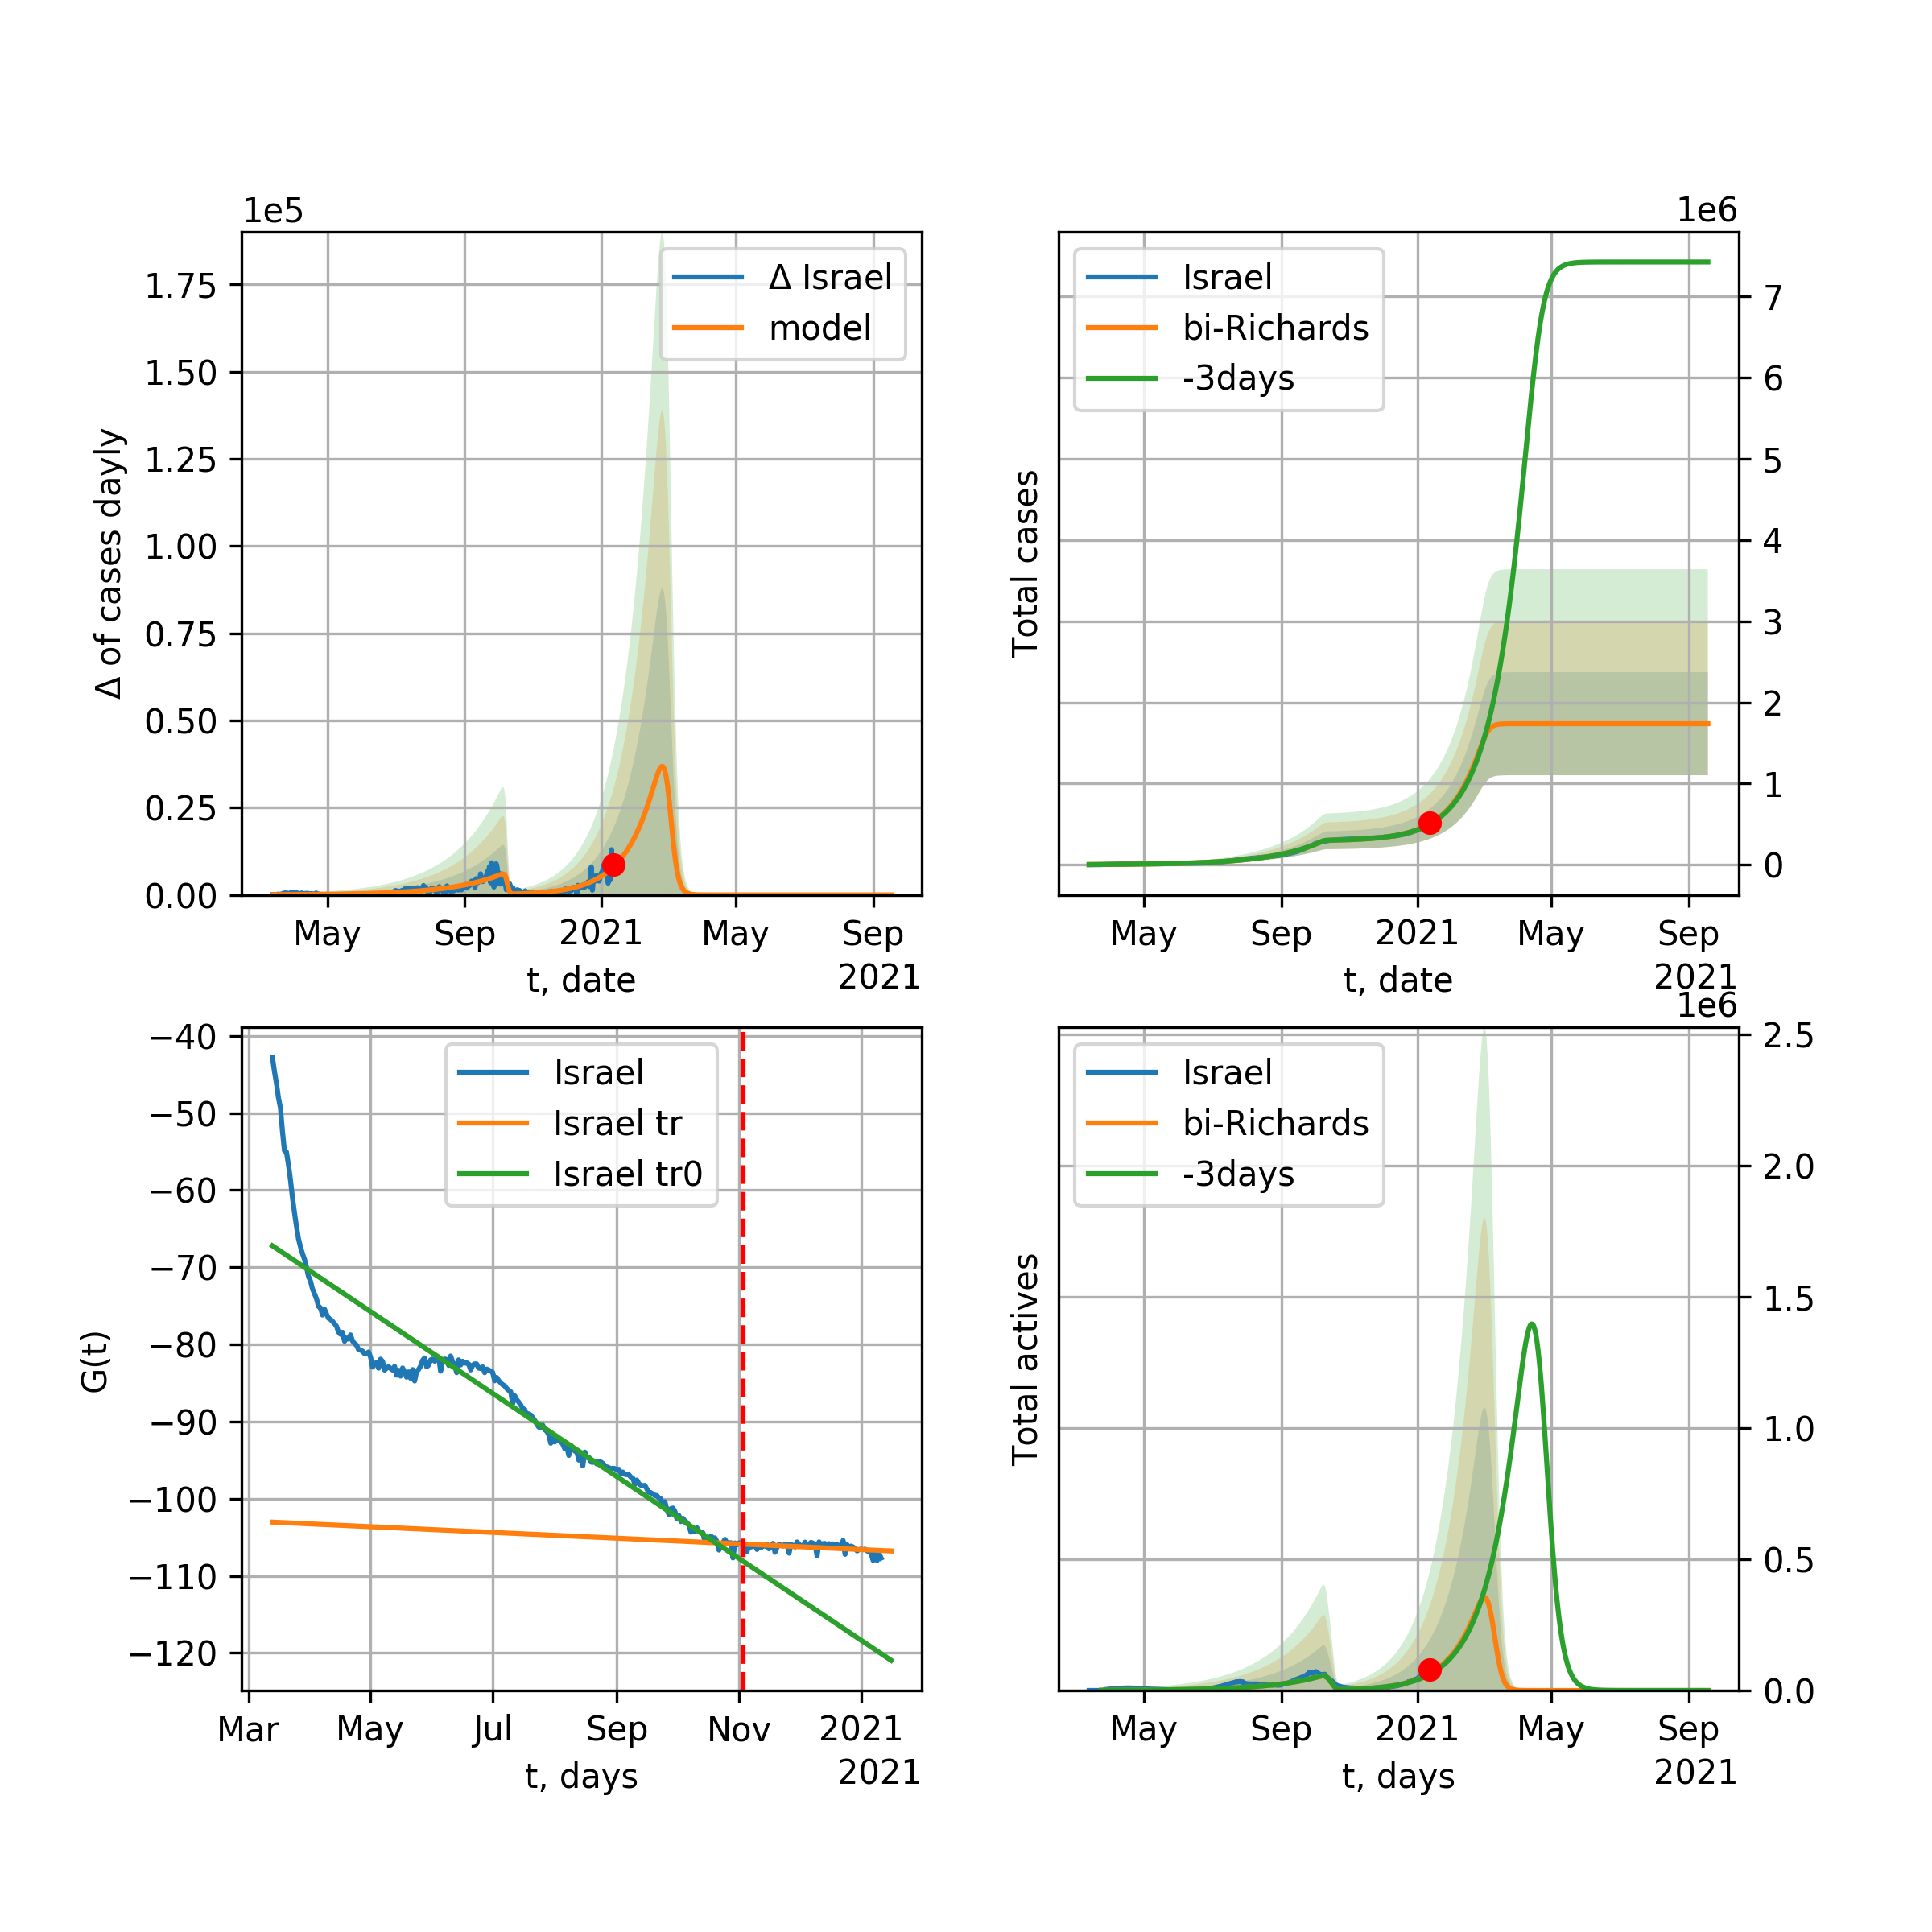 1e5
Δ of cases dayly
1.75
1.50
1.25
1.00
0.75
0.50
0.25
0.00
Δ Israel
model
May Sep 2021 May Sep
2021
t, date
1e6
Total cases
Israel
bi-Richards
-3days
7
6
5
4
3
2
1
0
May Sep 2021 May Sep
2021
t, date
G(t)
−40
−50
−60
−70
−80
−90
−100
−110
−120
Israel
Israel tr
Israel tr0
Mar May Jul Sep Nov 2021
2021
t, days
1e6
Total actives
Israel
bi-Richards
-3days
2.5
2.0
1.5
1.0
0.5
0.0
May Sep 2021 May Sep
2021
t, days